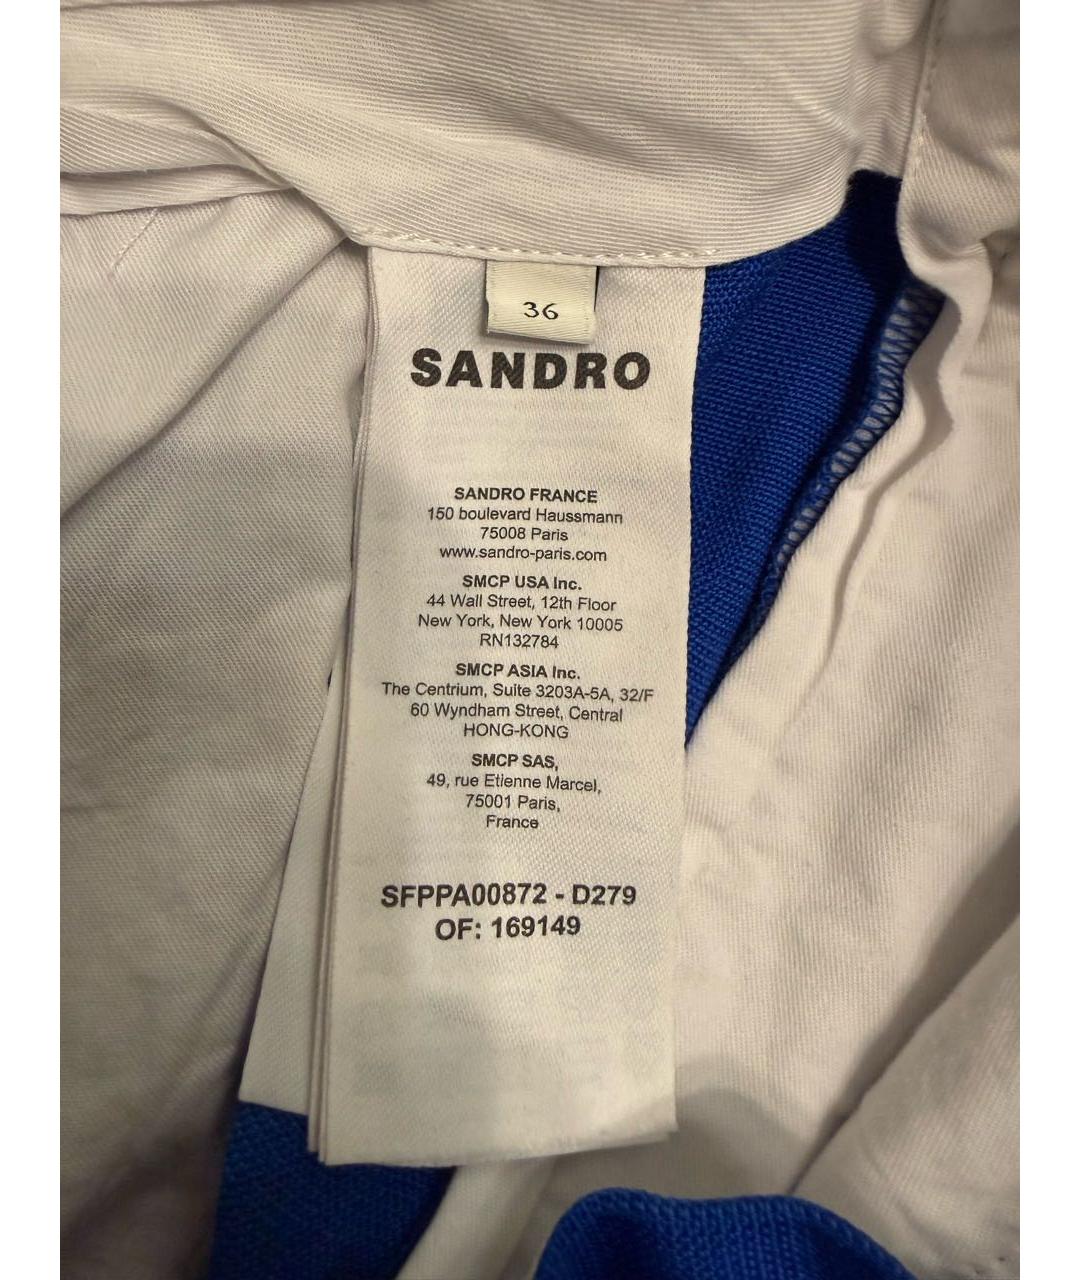 36
SANDRO
SANDRO FRANCE
150 boulevard Haussmann
75008 Paris
www.sandro-paris.com
SMCP USA Inc.
44 Wall Street, 12th Floor
New York, New York 10005
RN132784
SMCP ASIA Inc.
The Centrium, Suite 3203A-5A, 32/F
60 Wyndham Street, Central
HONG-KONG
SMCP SAS,
49, rue Etienne Marcel,
75001 Paris,
France
SFPPA00872 - D279
OF: 169149